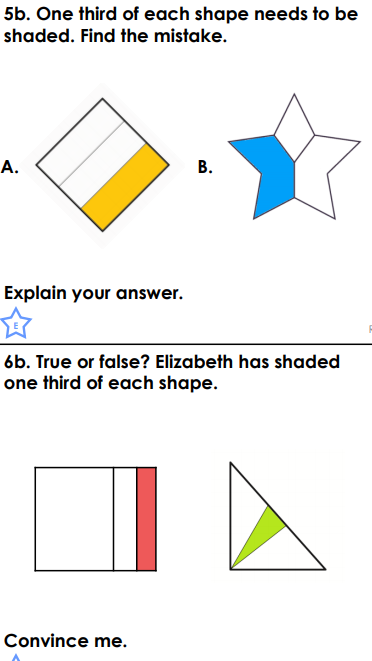 5b. One third of each shape needs to be
shaded. Find the mistake.
A.
B.
Explain your answer.
E
6b. True or false? Elizabeth has shaded
one third of each shape.
Convince me.